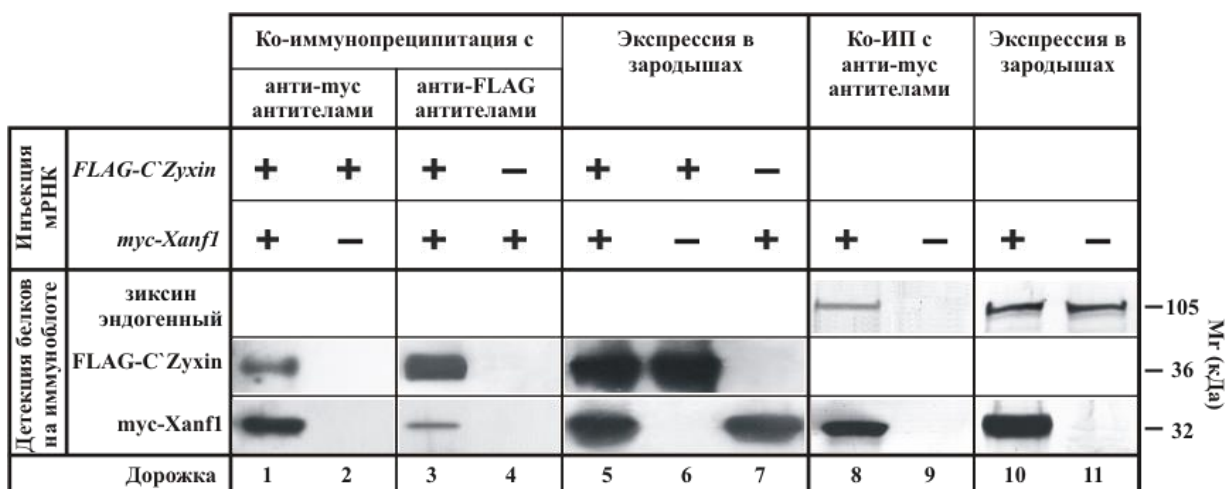 Ко-иммунопреципитация с
Экспрессия в
зародышах
Ко-ИП с
анти-myc
антителами
Экспрессия в
зародышах
анти-myc
антителами
анти-FLAG
антителами
Инъекция
мРНК
FLAG-C`Zyxin
+ + + – + + –
myc-Xanf1
+ – + + + – + + – + –
Детекция белков
на иммуноблоте
зиксин
эндогенный
–105
FLAG-C`Zyxin
– 36
myc-Xanf1
– 32
Mr (кДа)
Дорожка 1 2 3 4 5 6 7 8 9 10 11